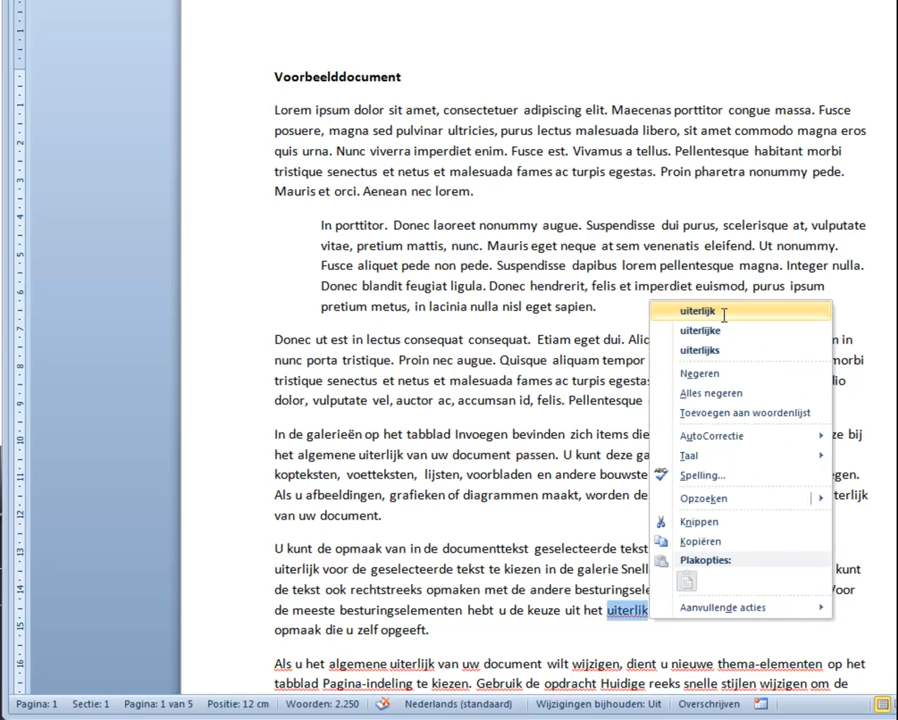 Voorbeelddocument
Lorem ipsum dolor sit amet, consectetuer adipiscing elit. Maecenas porttitor congue massa. Fusce
posuere, magna sed pulvinar ultricies, purus lectus malesuada libero, sit amet commodo magna eros
quis urna. Nunc viverra imperdiet enim. Fusce est. Vivamus a tellus. Pellentesque habitant morbi
tristique senectus et netus et malesuada fames ac turpis egestas. Proin pharetra nonummy pede.
Mauris et orci. Aenean nec lorem.
In porttitor. Donec laoreet nonummy augue. Suspendisse dui purus, scelerisque at, vulputate
vitae, pretium mattis, nunc. Mauris eget neque at sem venenatis eleifend. Ut nonummy.
Fusce aliquet pede non pede. Suspendisse dapibus lorem pellentesque magna. Integer nulla.
Donec blandit feugiat ligula. Donec hendrerit, felis et imperdiet euismod, purus ipsum
pretium metus, in lacinia nulla nisl eget sapien.
Donec ut est in lectus consequat consequat. Etiam eget dui. Aliq n in
nunc porta tristique. Proin nec augue. Quisque aliquam tempor morbi
tristique senectus et netus et malesuada fames ac turpis egesta dio
dolor, vulputate vel, auctor ac, accumsan id, felis. Pellentesque
In de galerieën op het tabblad Invoegen bevinden zich items die ze bij
het algemene uiterlijk van uw document passen. U kunt deze ga
kopteksten, voetteksten, lijsten, voorbladen en andere bouwste egen.
Als u afbeeldingen, grafieken of diagrammen maakt, worden de terlijk
van uw document.
U kunt de opmaak van in de documenttekst geselecteerde tekst
uiterlijk voor de geselecteerde tekst te kiezen in de galerie Snell kunt
de tekst ook rechtstreeks opmaken met de andere besturingsele Voor
de meeste besturingselementen hebt u de keuze uit het uiterlik
opmaak die u zelf opgeeft.
Als u het algemene uiterlijk van uw document wilt wijzigen, dient u nieuwe thema-elementen op het
tabblad Pagina-indeling te kiezen. Gebruik de opdracht Huidige reeks snelle stijlen wijzigen om de
uiterlijk
uiterlijke
uiterlijks
Negeren
Alles negeren
Toevoegen aan woordenlijst
AutoCorrectie
Taal
Spelling...
Opzoeken
Knippen
Kopiëren
Plakopties:
Aanvullende acties
Pagina: 1 Sectie: 1 Pagina: 1 van 5 Positie: 12 cm Woorden: 2.250 Nederlands (standaard) Wijzigingen bijhouden: Uit Overschrijven